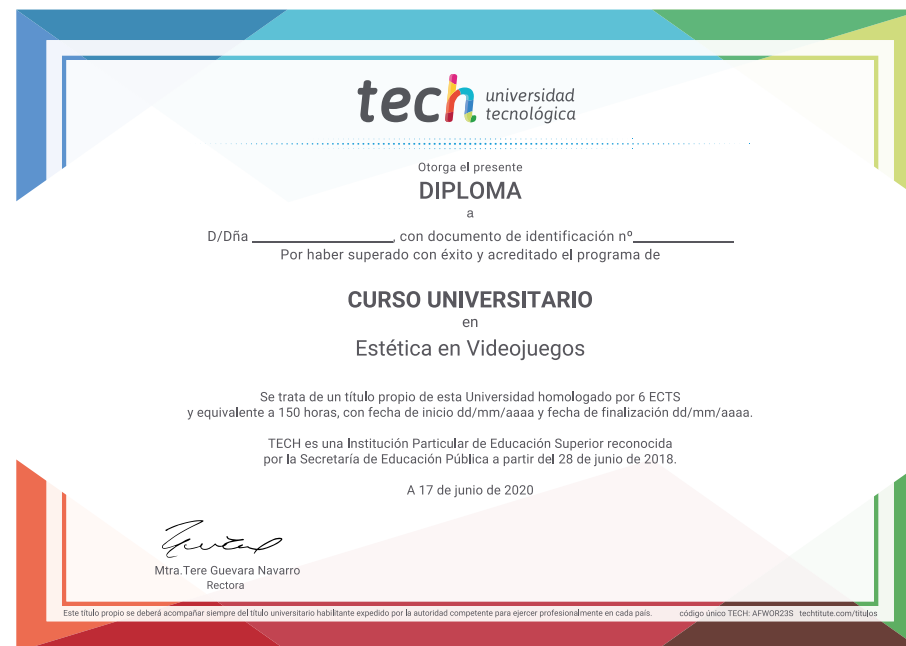 tech universidad
tecnológica
Otorga el presente
DIPLOMA
a
D/Dña ____________________, con documento de identificación nº______________
Por haber superado con éxito y acreditado el programa de
CURSO UNIVERSITARIO
en
Estética en Videojuegos
Se trata de un título propio de esta Universidad homologado por 6 ECTS
y equivalente a 150 horas, con fecha de inicio dd/mm/aaaa y fecha de finalización dd/mm/aaaa.
TECH es una Institución Particular de Educación Superior reconocida
por la Secretaría de Educación Pública a partir del 28 de junio de 2018.
A 17 de junio de 2020
Mtra.Tere Guevara Navarro
Rectora
Este título propio se deberá acompañar siempre del título universitario habilitante expedido por la autoridad competente para ejercer profesionalmente en cada país. código único TECH: AFWOR23S techtitute.com/títulos